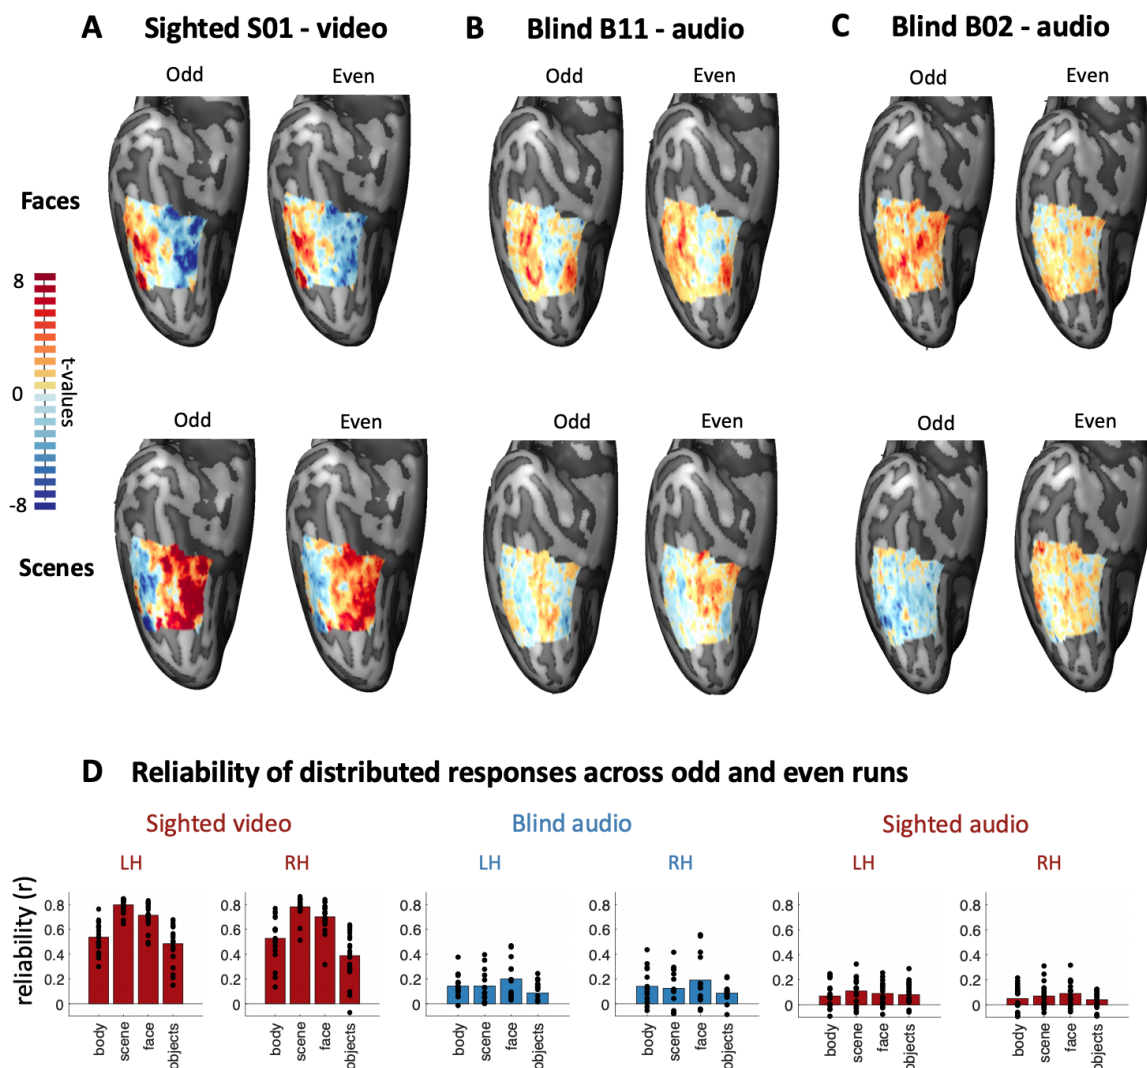 A Sighted S01 - video
B Blind B11 - audio
C Blind B02 - audio
Odd Even Odd Even Odd Even
Faces
8
0
-8
t-values
Odd Even Odd Even Odd Even
Scenes
D Reliability of distributed responses across odd and even runs
Sighted video Blind audio Sighted audio
LH RH LH RH LH RH
reliability (r)
0.8 0.8 0.8 0.8 0.8 0.8
0.6 0.6 0.6 0.6 0.6 0.6
0.4 0.4 0.4 0.4 0.4 0.4
0.2 0.2 0.2 0.2 0.2 0.2
0 0 0 0 0 0
body scene face objects body scene face objects body scene face objects body scene face objects body scene face objects body scene face objects